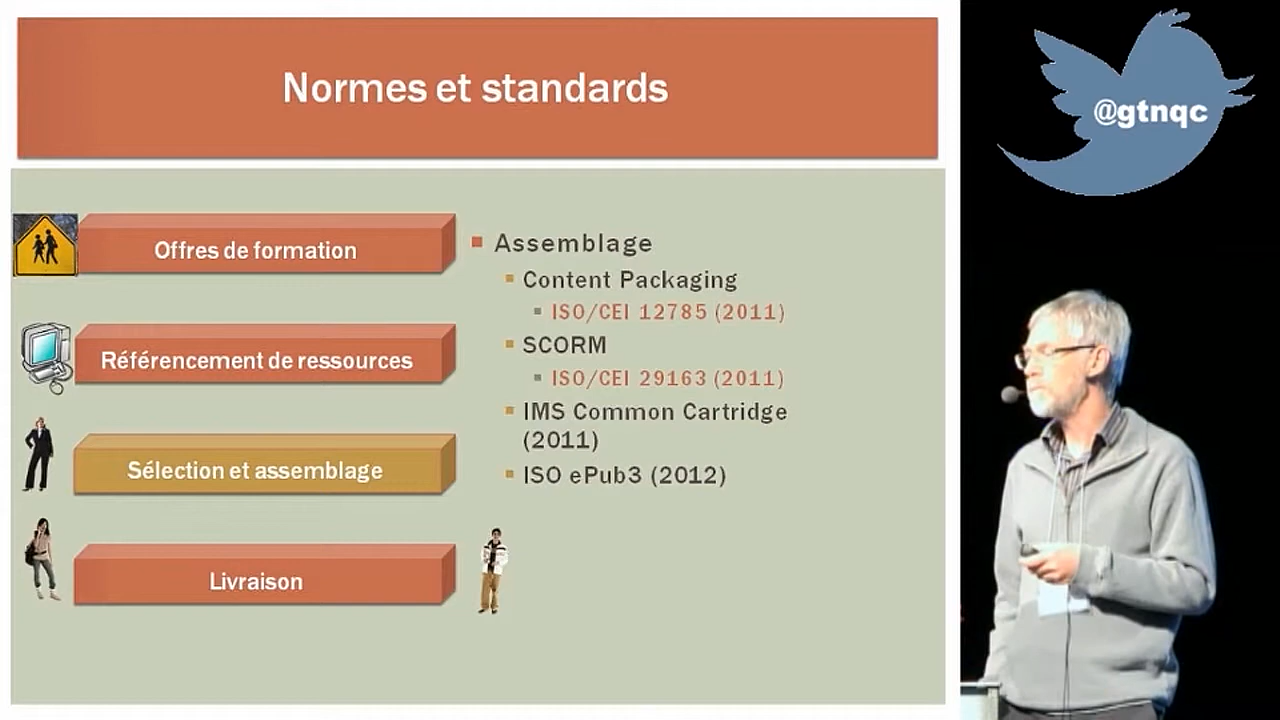 Normes et standards
@gtnqc
Offres de formation
Référencement de ressources
Sélection et assemblage
Livraison
Assemblage
Content Packaging
ISO/CEI 12785 (2011)
SCORM
ISO/CEI 29163 (2011)
IMS Common Cartridge
(2011)
ISO ePub3 (2012)